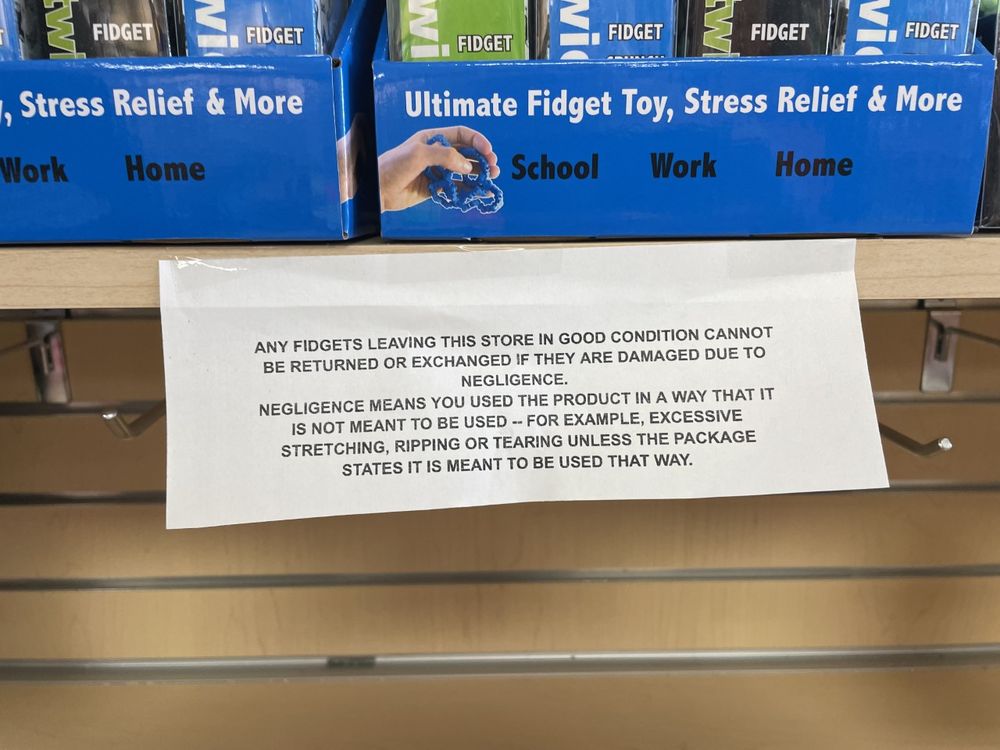 FIDGET
FIDGET
FIDGET
FIDGET
FIDGET
FIDGET
, Stress Relief & More
Work Home
Ultimate Fidget Toy, Stress Relief & More
School Work Home
ANY FIDGETS LEAVING THIS STORE IN GOOD CONDITION CANNOT
BE RETURNED OR EXCHANGED IF THEY ARE DAMAGED DUE TO
NEGLIGENCE.
NEGLIGENCE MEANS YOU USED THE PRODUCT IN A WAY THAT IT
IS NOT MEANT TO BE USED -- FOR EXAMPLE, EXCESSIVE
STRETCHING, RIPPING OR TEARING UNLESS THE PACKAGE
STATES IT IS MEANT TO BE USED THAT WAY.